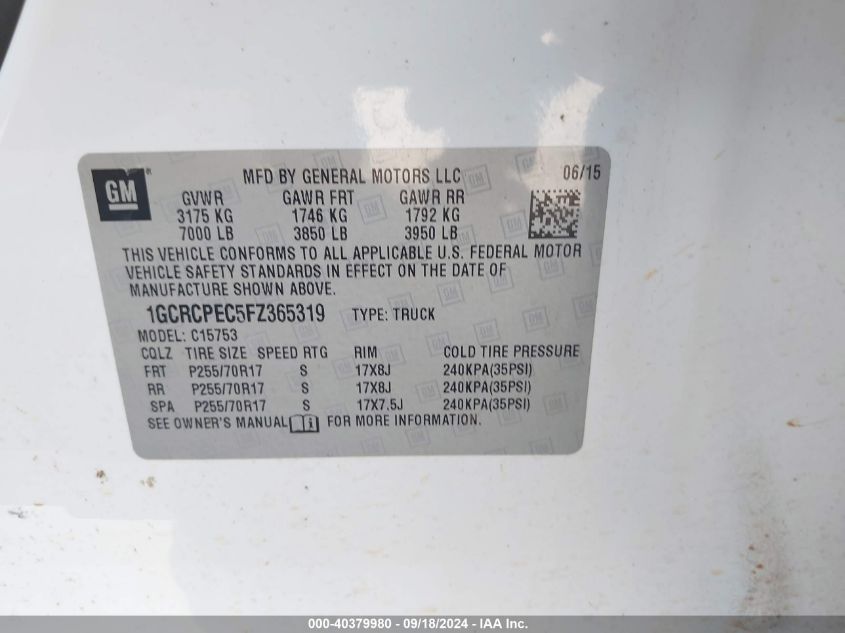 GM
MFD BY GENERAL MOTORS LLC 06/15
GVWR GAWR FRT GAWR RR
3175 KG 1746 KG 1792 KG
7000 LB 3850 LB 3950 LB
THIS VEHICLE CONFORMS TO ALL APPLICABLE U.S. FEDERAL MOTOR
VEHICLE SAFETY STANDARDS IN EFFECT ON THE DATE OF
MANUFACTURE SHOWN ABOVE.
1GCRCPEC5FZ365319 TYPE: TRUCK
MODEL: C15753
CQLZ TIRE SIZE SPEED RTG RIM COLD TIRE PRESSURE
FRT P255/70R17 S 17X8J 240KPA(35PSI)
RR P255/70R17 S 17X8J 240KPA(35PSI)
SPA P255/70R17 S 17X7.5J 240KPA(35PSI)
SEE OWNER'S MANUAL FOR MORE INFORMATION.
000-40379980 - 09/18/2024 - IAA Inc.